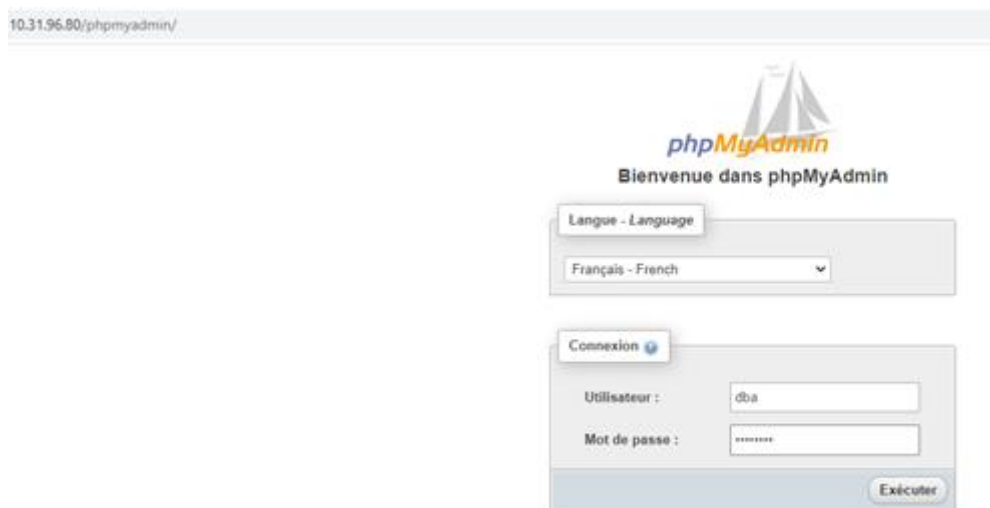 10.31.96.80/phpmyadmin/
phpMyAdmin
Bienvenue dans phpMyAdmin
Langue - Language
Français - French
Connexion
Utilisateur : dba
Mot de passe : ••••••••
Exécuter